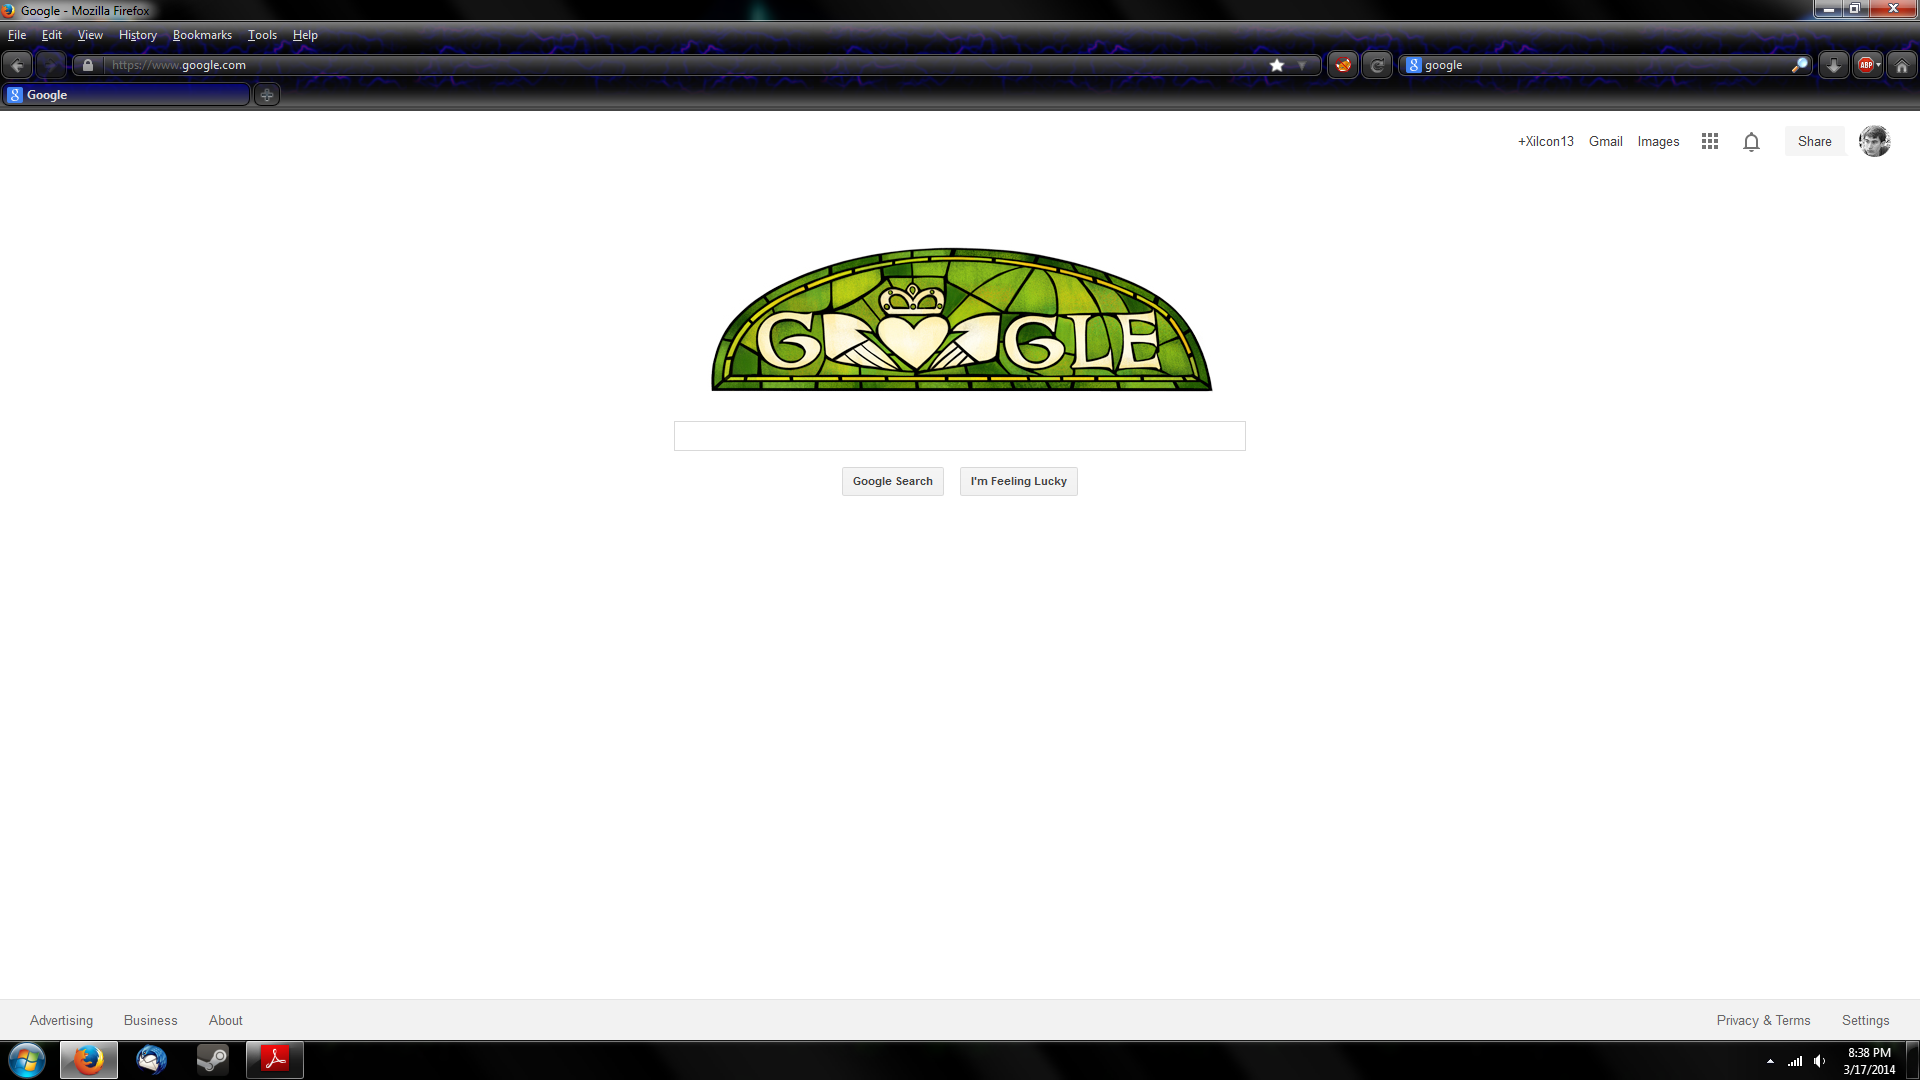 Google - Mozilla Firefox
File Edit View History Bookmarks Tools Help
https://www.google.com
google
ABP
Google
+Xilcon13 Gmail Images Share
GOOGLE
Google Search I'm Feeling Lucky
Advertising Business About Privacy & Terms Settings
8:38 PM
3/17/2014